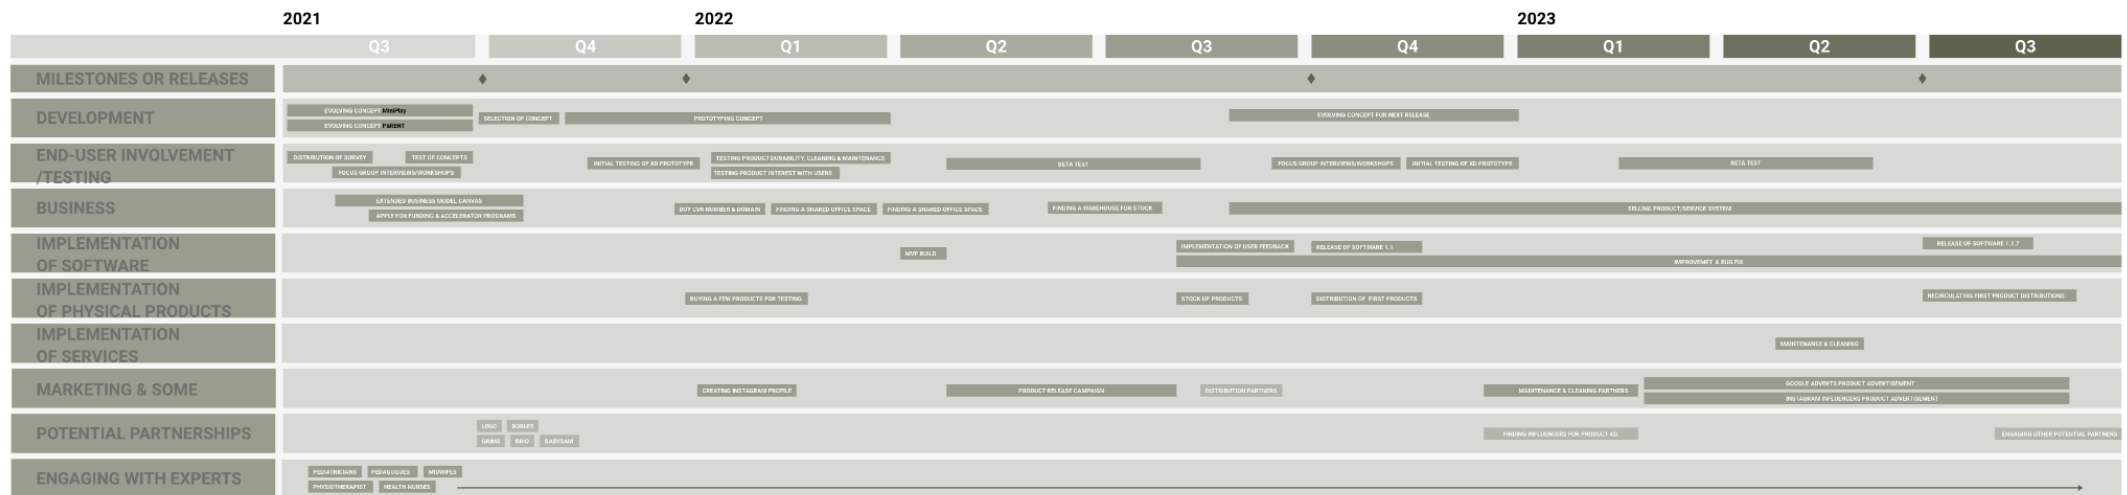 2021 2022 2023
Q3 Q4 Q1 Q2 Q3 Q4 Q1 Q2 Q3
MILESTONES OR RELEASES
DEVELOPMENT
EVOLVING CONCEPT MiniPlay
EVOLVING CONCEPT PaRENT
SELECTION OF CONCEPT
PROTOTYPING CONCEPT
EVOLVING CONCEPT FOR NEXT RELEASE
END-USER INVOLVEMENT
/TESTING
DISTRIBUTION OF SURVEY
TEST OF CONCEPTS
FOCUS GROUP INTERVIEWS/WORKSHOPS
INITIAL TESTING OF XD PROTOTYPE
TESTING PRODUCT DURABILITY, CLEANING & MAINTENANCE
TESTING PRODUCT INTEREST WITH USERS
BETA TEST
FOCUS GROUP INTERVIEWS/WORKSHOPS
INITIAL TESTING OF XD PROTOTYPE
BETA TEST
BUSINESS
EXTENDED BUSINESS MODEL CANVAS
APPLY FOR FUNDING & ACCELERATOR PROGRAMS
BUY CVR NUMBER & DOMAIN
FINDING A SHARED OFFICE SPACE
FINDING A SHARED OFFICE SPACE
FINDING A WAREHOUSE FOR STOCK
SELLING PRODUCT/SERVICE SYSTEM
IMPLEMENTATION
OF SOFTWARE
MVP BUILD
IMPLEMENTATION OF USER FEEDBACK
RELEASE OF SOFTWARE 1.1
RELEASE OF SOFTWARE 1.1.7
IMPROVEMET & BUG FIX
IMPLEMENTATION
OF PHYSICAL PRODUCTS
BUYING A FEW PRODUCTS FOR TESTING
STOCK UP PRODUCTS
DISTRIBUTION OF FIRST PRODUCTS
RECIRCULATING FIRST PRODUCT DISTRIBUTIONS
IMPLEMENTATION
OF SERVICES
MAINTENANCE & CLEANING
MARKETING & SOME
CREATING INSTAGRAM PROFILE
PRODUCT RELEASE CAMPAIGN
DISTRIBUTION PARTNERS
MAINTENANCE & CLEANING PARTNERS
GOOGLE ADVERTS PRODUCT ADVERTISEMENT
INSTAGRAM INFLUENCERS PRODUCT ADVERTISEMENT
POTENTIAL PARTNERSHIPS
LEGO
BOBLES
GRIMS
BRIO
BABYSAM
FINDING INFLUENCERS FOR PRODUCT AD
ENGAGING OTHER POTENTIAL PARTNERS
ENGAGING WITH EXPERTS
PEDIATRICIANS
PEDAGOGUES
MIDWIFES
PHYSIOTHERAPIST
HEALTH NURSES